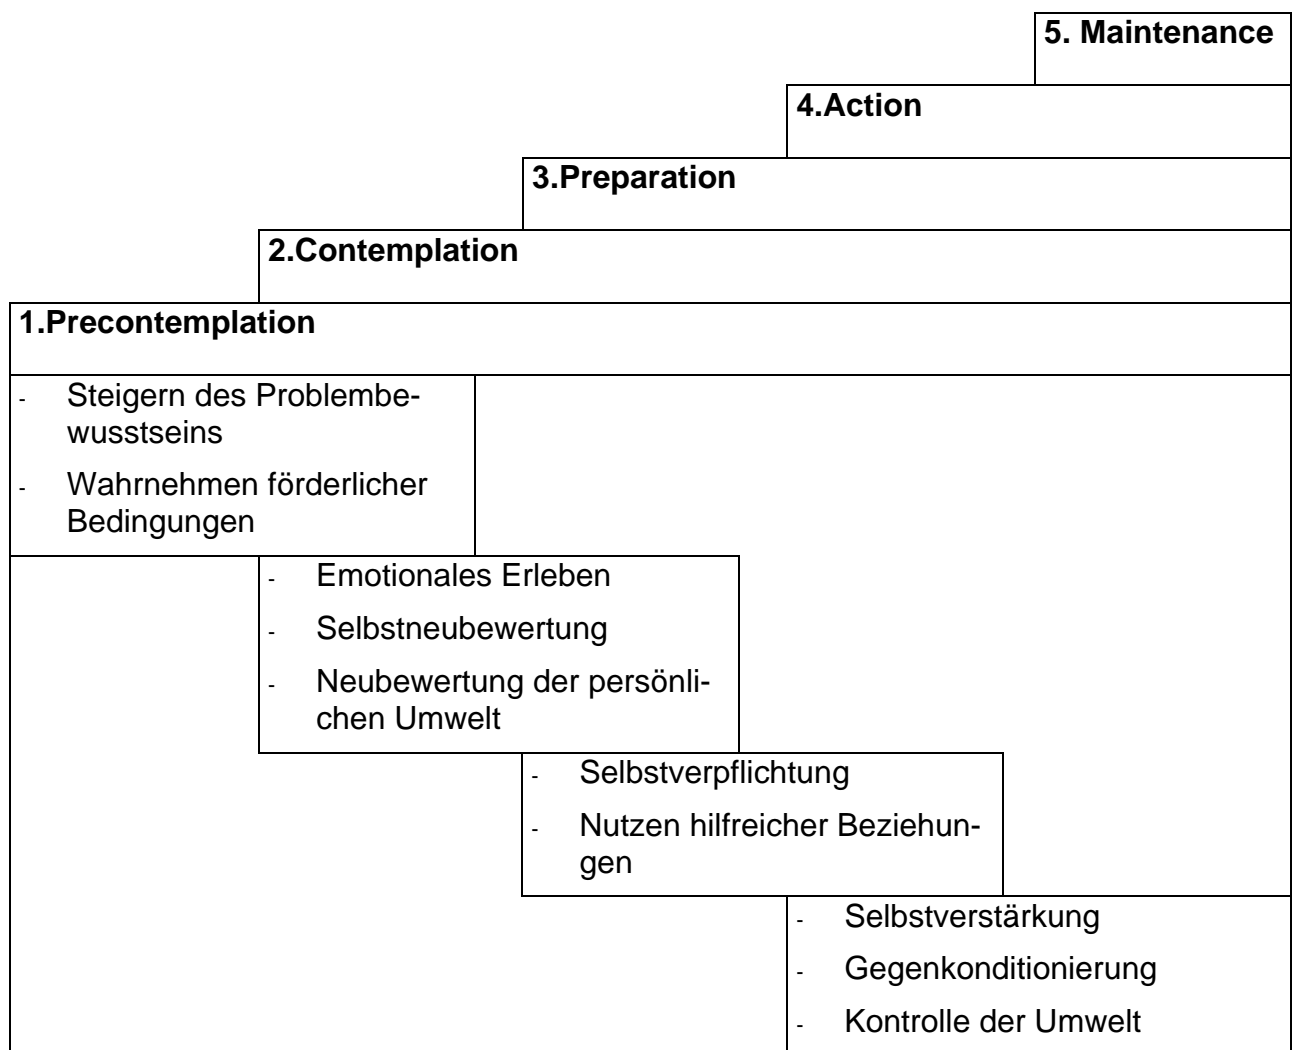 5. Maintenance
4.Action
3.Preparation
2.Contemplation
1.Precontemplation
- Steigern des Problembe-
wusstseins
- Wahrnehmen förderlicher
Bedingungen
- Emotionales Erleben
- Selbstneubewertung
- Neubewertung der persönli-
chen Umwelt
- Selbstverpflichtung
- Nutzen hilfreicher Beziehun-
gen
- Selbstverstärkung
- Gegenkonditionierung
- Kontrolle der Umwelt